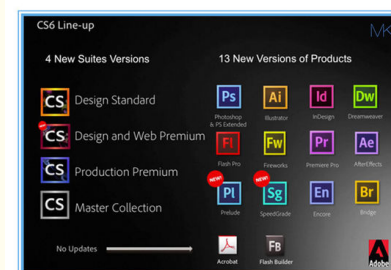 CS6 Line-up
MK
4 New Suites Versions
13 New Versions of Products
CS Design Standard
CS Design and Web Premium
CS Production Premium
CS Master Collection
Ps
Ai
Id
Dw
Photoshop & PS Extended
Illustrator
InDesign
Dreamweaver
Fl
Fw
Pr
Ae
Flash Pro
Fireworks
Premiere Pro
AfterEffects
NEW!
NEW!
Pl
Sg
En
Br
Prelude
SpeedGrade
Encore
Bridge
No Updates
FB
Acrobat
Flash Builder
Adobe